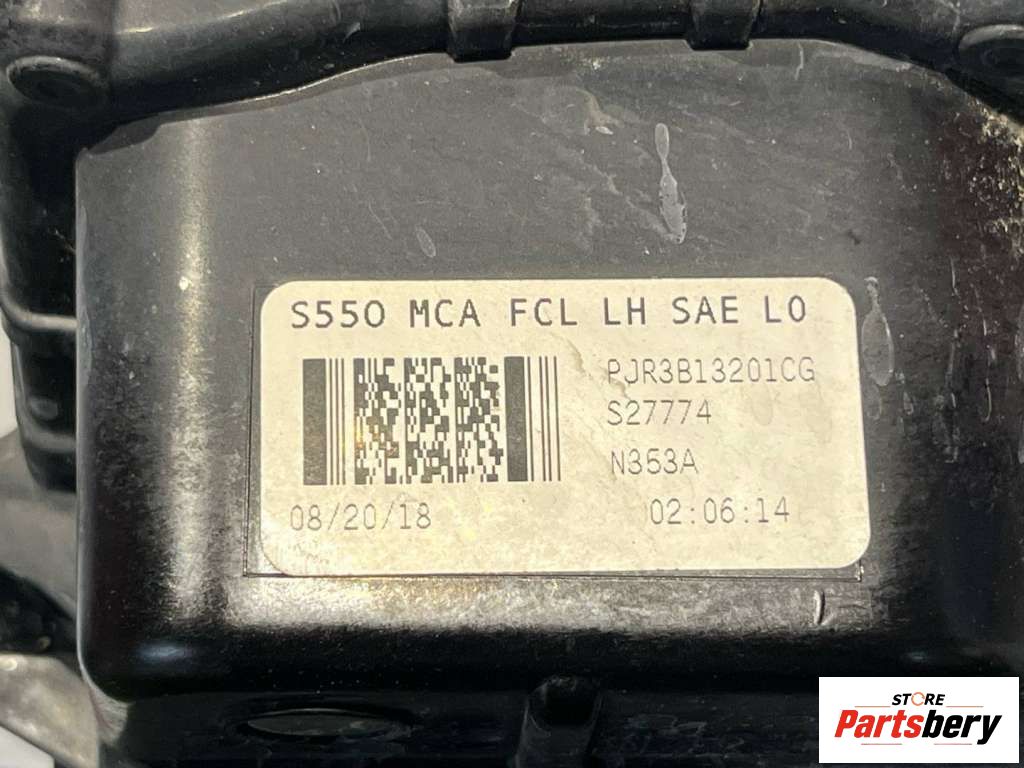 S550 MCA FCL LH SAE LO
PJR3B13201CG
S27774
N353A
08/20/18
02:06:14
STORE
Partsbery